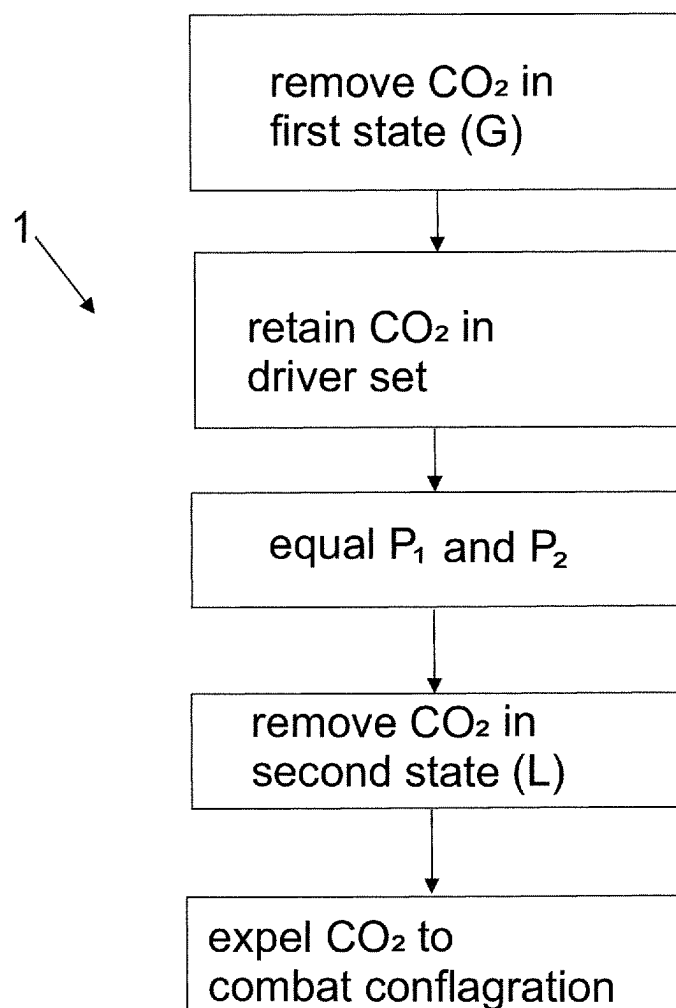 remove CO₂ in
first state (G)
1
retain CO₂ in
driver set
equal P₁ and P₂
remove CO₂ in
second state (L)
expel CO₂ to
combat conflagration